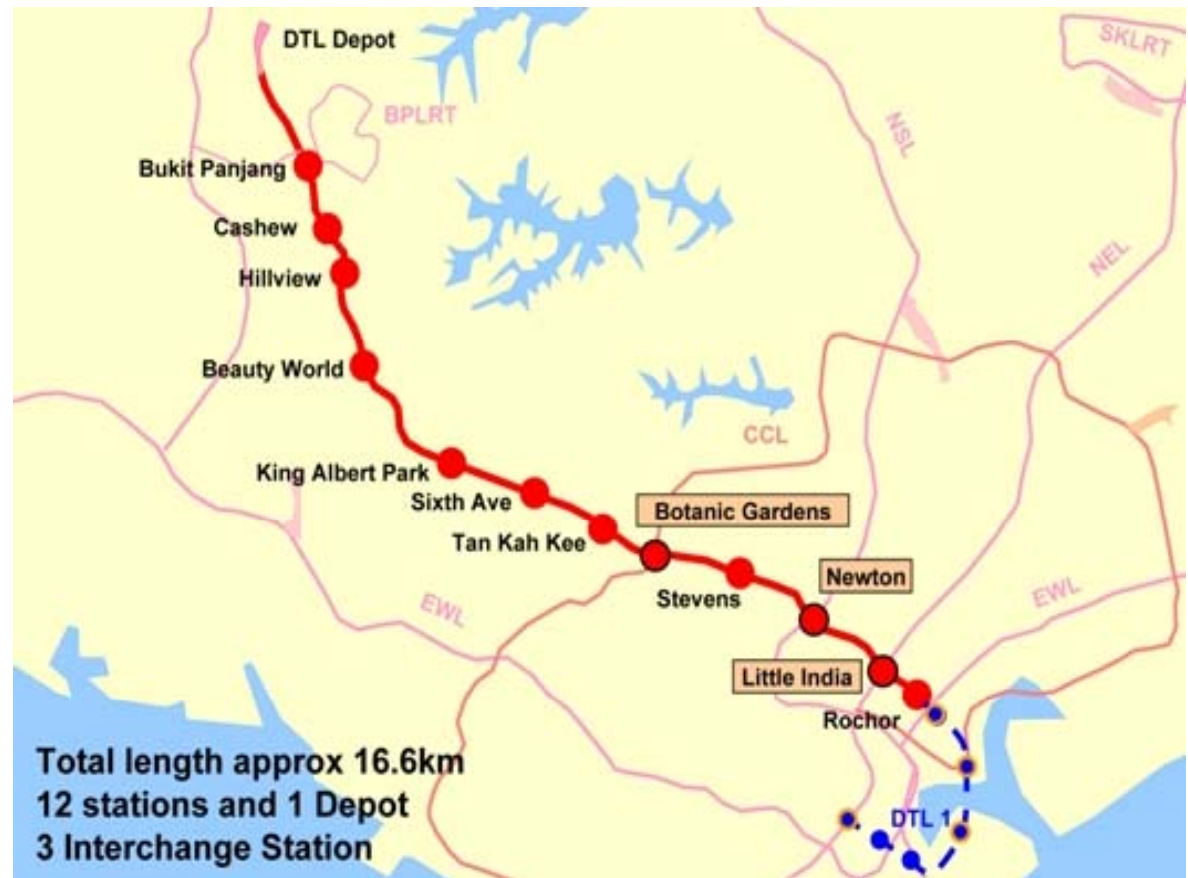 DTL Depot
SKLRT
BPLRT
NSL
Bukit Panjang
Cashew
NEL
Hillview
Beauty World
CCL
King Albert Park
Sixth Ave
Botanic Gardens
Tan Kah Kee
Newton
Stevens
EWL
EWL
Little India
Rochor
Total length approx 16.6km
12 stations and 1 Depot
DTL 1
3 Interchange Station